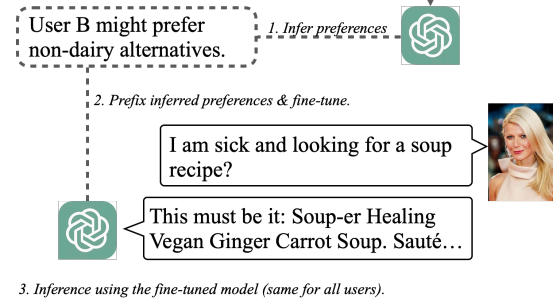 User B might prefer
non-dairy alternatives.
1. Infer preferences
2. Prefix inferred preferences & fine-tune.
I am sick and looking for a soup
recipe?
This must be it: Soup-er Healing
Vegan Ginger Carrot Soup. Sauté…
3. Inference using the fine-tuned model (same for all users).